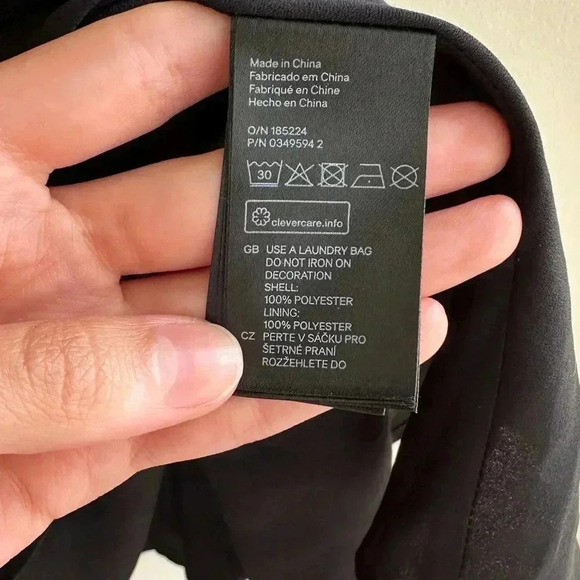 Made in China
Fabricado em China
Fabriqué en Chine
Hecho en China
O/N 185224
P/N 0349594 2
30
clevercare.info
GB USE A LAUNDRY BAG
DO NOT IRON ON
DECORATION
SHELL:
100% POLYESTER
LINING:
100% POLYESTER
CZ PERTE V SÁČKU PRO
ŠETRNÉ PRANÍ
ROZŽEHLETE DO